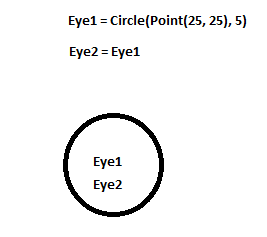 Eye1 = Circle(Point(25, 25), 5)
Eye2 = Eye1
Eye1
Eye2